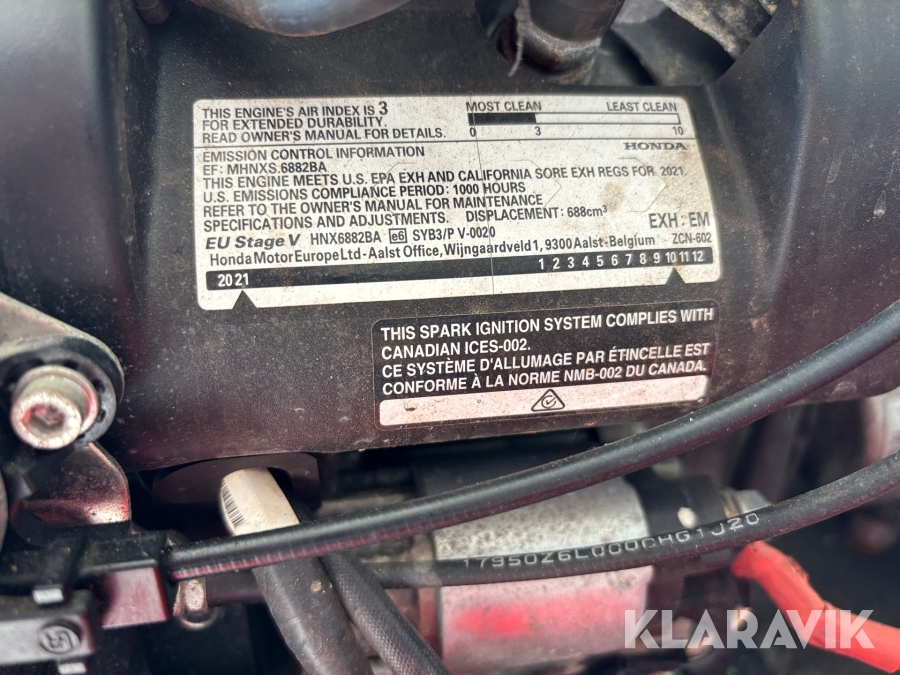 THIS ENGINE'S AIR INDEX IS 3
FOR EXTENDED DURABILITY.
READ OWNER'S MANUAL FOR DETAILS.
MOST CLEAN LEAST CLEAN
0 3 10
HONDA
EMISSION CONTROL INFORMATION
EF: MHNXS.6882BA
THIS ENGINE MEETS U.S. EPA EXH AND CALIFORNIA SORE EXH REGS FOR 2021
U.S. EMISSIONS COMPLIANCE PERIOD: 1000 HOURS
REFER TO THE OWNER'S MANUAL FOR MAINTENANCE
SPECIFICATIONS AND ADJUSTMENTS. DISPLACEMENT: 688cm³
EXH: EM
EU Stage V HNX6882BA e6 SYB3/P V-0020
ZCN-602
Honda Motor Europe Ltd - Aalst Office, Wijngaardveld 1, 9300 Aalst - Belgium
2021 1 2 3 4 5 6 7 8 9 10 11 12
THIS SPARK IGNITION SYSTEM COMPLIES WITH
CANADIAN ICES-002.
CE SYSTÈME D'ALLUMAGE PAR ÉTINCELLE EST
CONFORME À LA NORME NMB-002 DU CANADA.
17950Z6L000CHG1J20
KLARAVIK